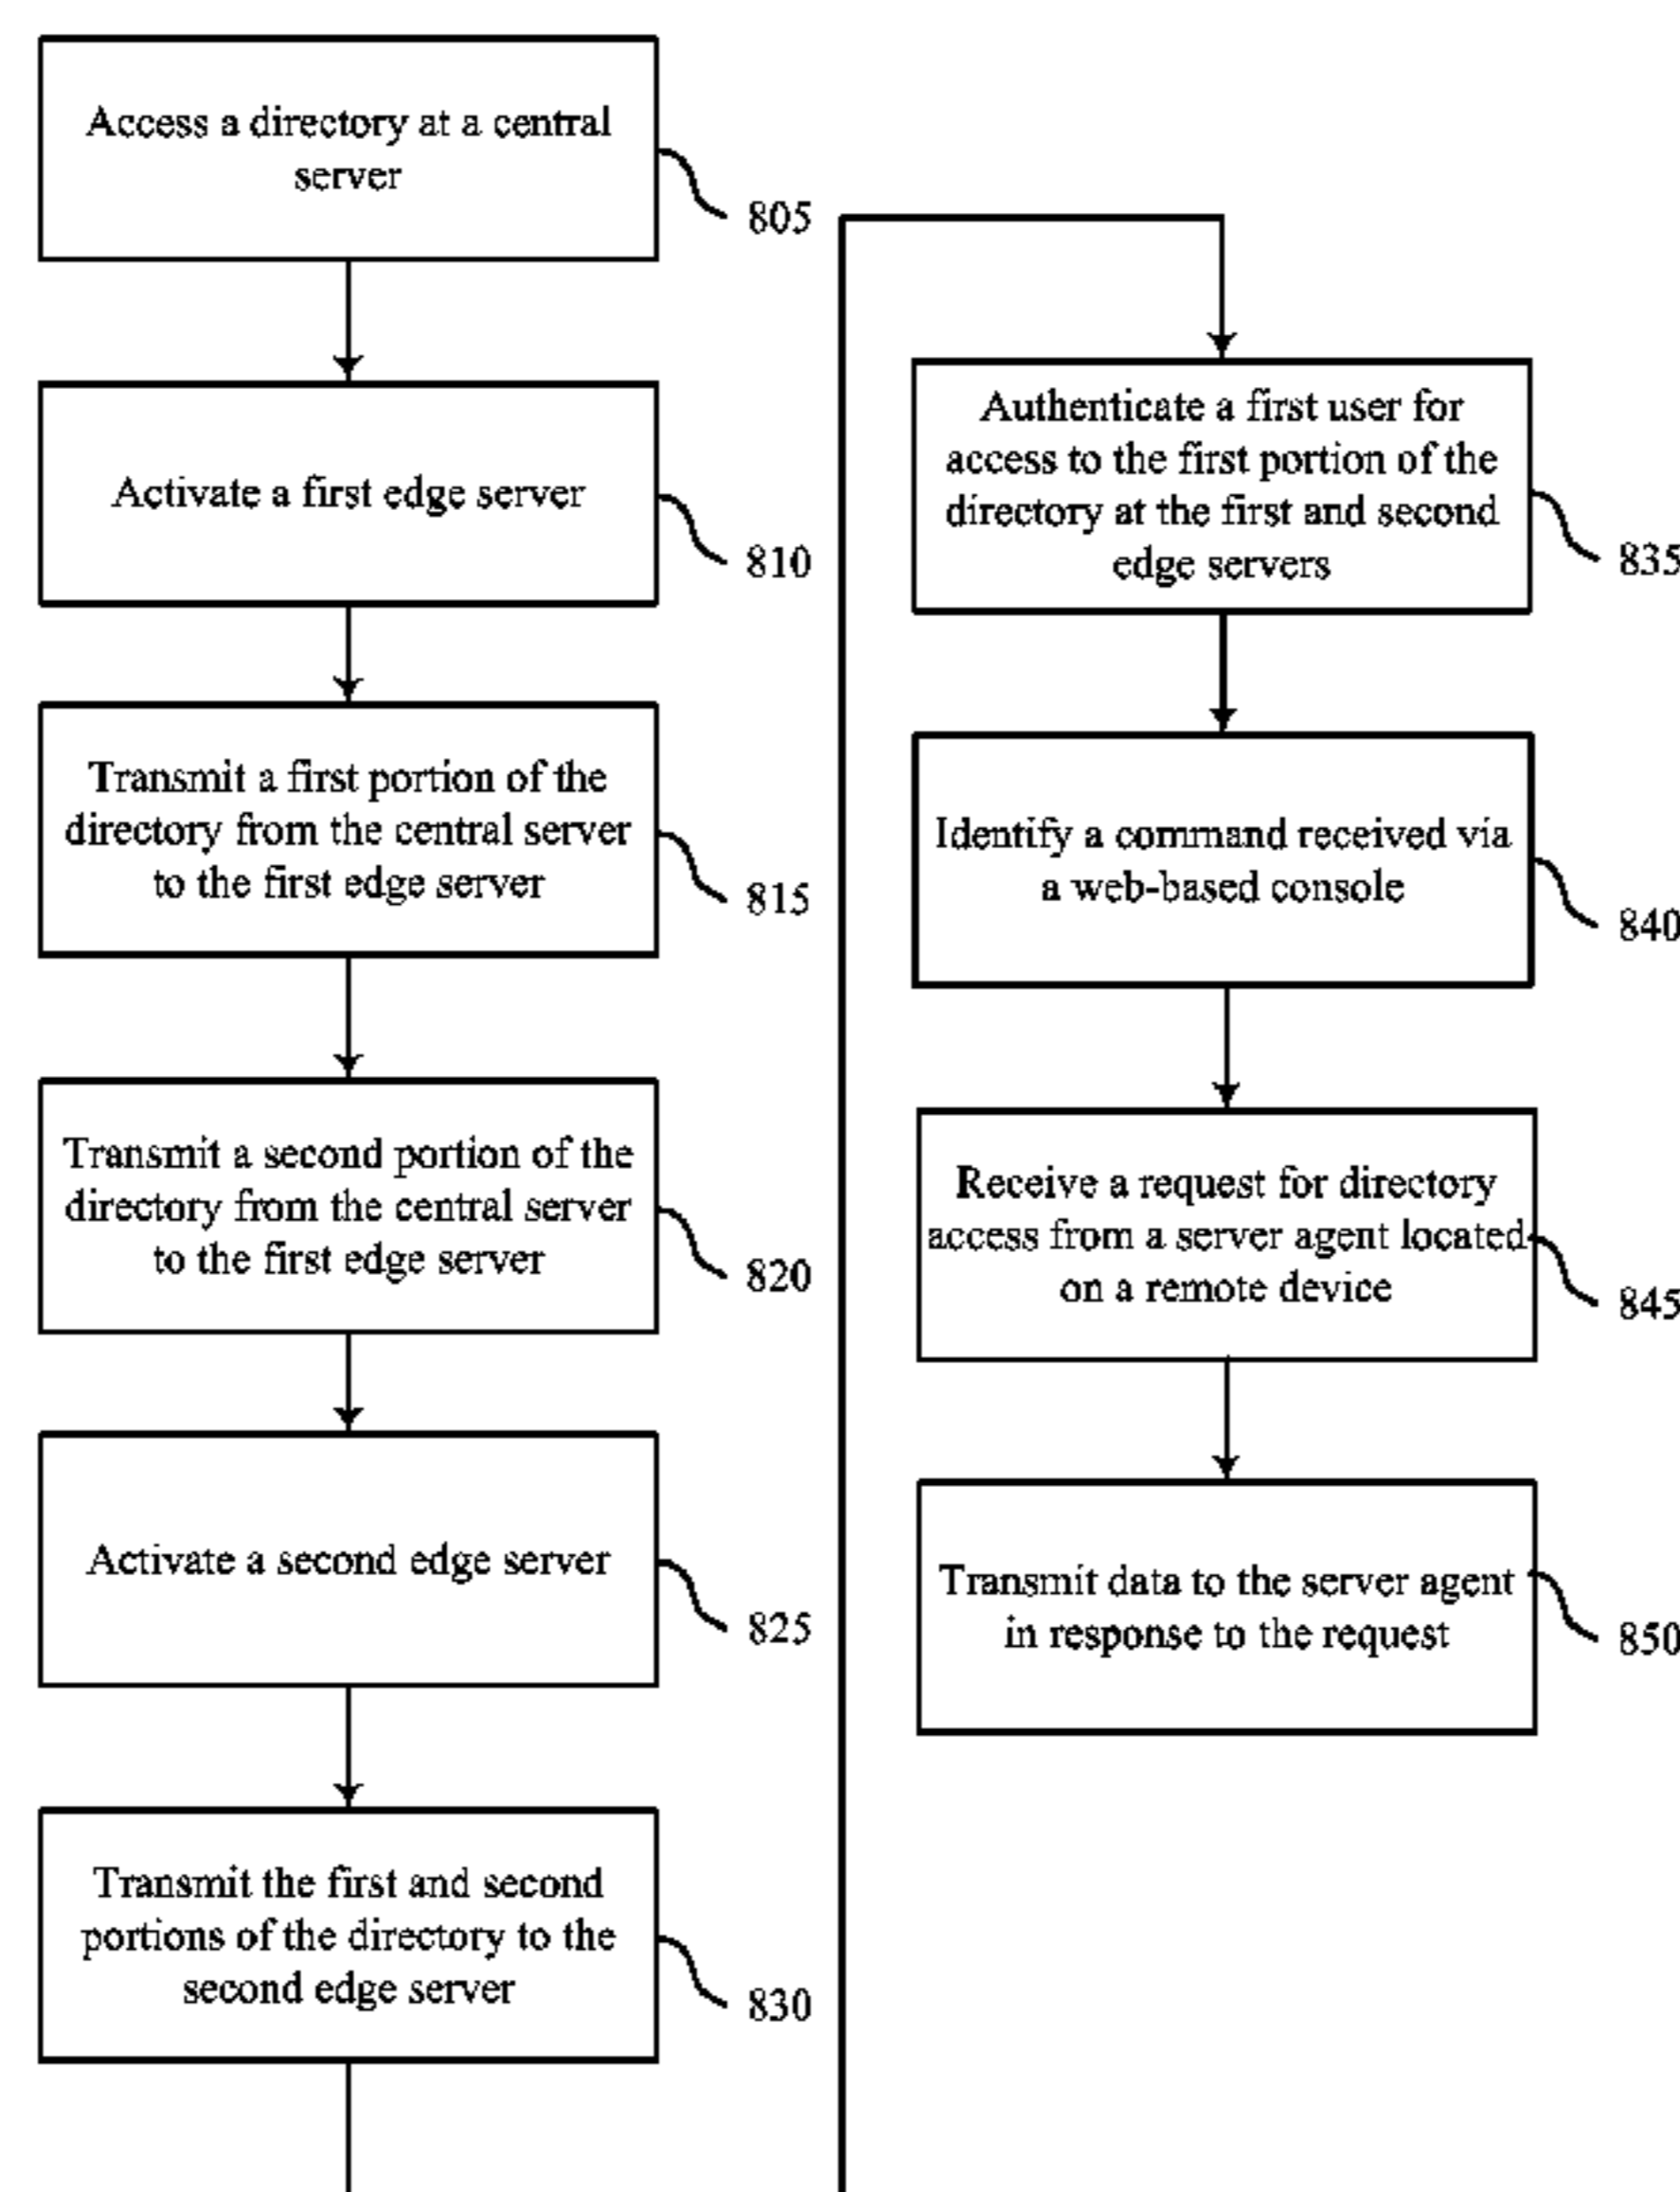 Access a directory at a central
server
805
Activate a first edge server
810
Transmit a first portion of the
directory from the central server
to the first edge server
815
Transmit a second portion of the
directory from the central server
to the first edge server
820
Activate a second edge server
825
Transmit the first and second
portions of the directory to the
second edge server
830
Authenticate a first user for
access to the first portion of the
directory at the first and second
edge servers
835
Identify a command received via
a web-based console
840
Receive a request for directory
access from a server agent located
on a remote device
845
Transmit data to the server agent
in response to the request
850